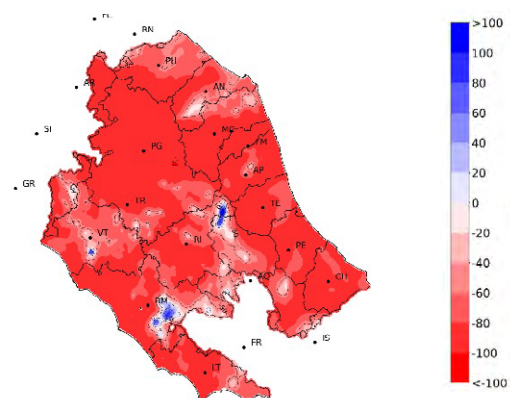 RN
PU
AR
AN
SI
MC
FM
PG
AP
GR
TR
TE
VT
RI
PE
AQ
CH
RM
IS
FR
LT
>100
100
80
60
40
20
0
-20
-40
-60
-80
-100
<-100